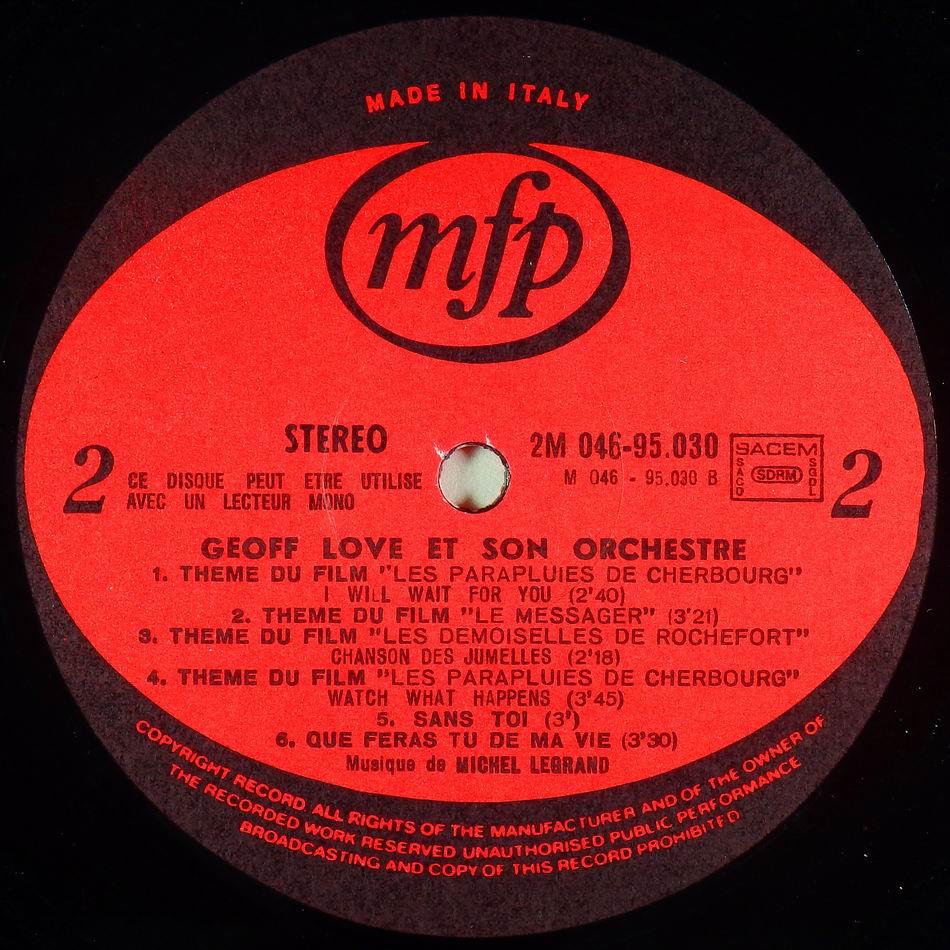 MADE IN ITALY
mfp
STEREO
2M 046-95.030
CE DISQUE PEUT ETRE UTILISE
AVEC UN LECTEUR MONO
M 046 - 95.030 B
SACEM
SACD
SDRM
SGDL
2
2
GEOFF LOVE ET SON ORCHESTRE
1. THEME DU FILM "LES PARAPLUIES DE CHERBOURG"
I WILL WAIT FOR YOU (2'40)
2. THEME DU FILM "LE MESSAGER" (3'21)
3. THEME DU FILM "LES DEMOISELLES DE ROCHEFORT"
CHANSON DES JUMELLES (2'18)
4. THEME DU FILM "LES PARAPLUIES DE CHERBOURG"
WATCH WHAT HAPPENS (3'45)
5. SANS TOI (3')
6. QUE FERAS TU DE MA VIE (3'30)
Musique de MICHEL LEGRAND
COPYRIGHT RECORD ALL RIGHTS OF THE MANUFACTURER AND OF THE OWNER OF
THE RECORDED WORK RESERVED UNAUTHORISED PUBLIC PERFORMANCE
BROADCASTING AND COPY OF THIS RECORD PROHIBITED